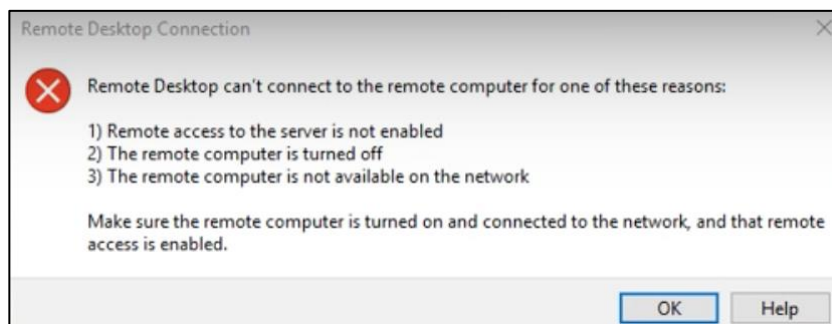 Remote Desktop Connection
Remote Desktop can't connect to the remote computer for one of these reasons:
1) Remote access to the server is not enabled
2) The remote computer is turned off
3) The remote computer is not available on the network
Make sure the remote computer is turned on and connected to the network, and that remote
access is enabled.
OK
Help